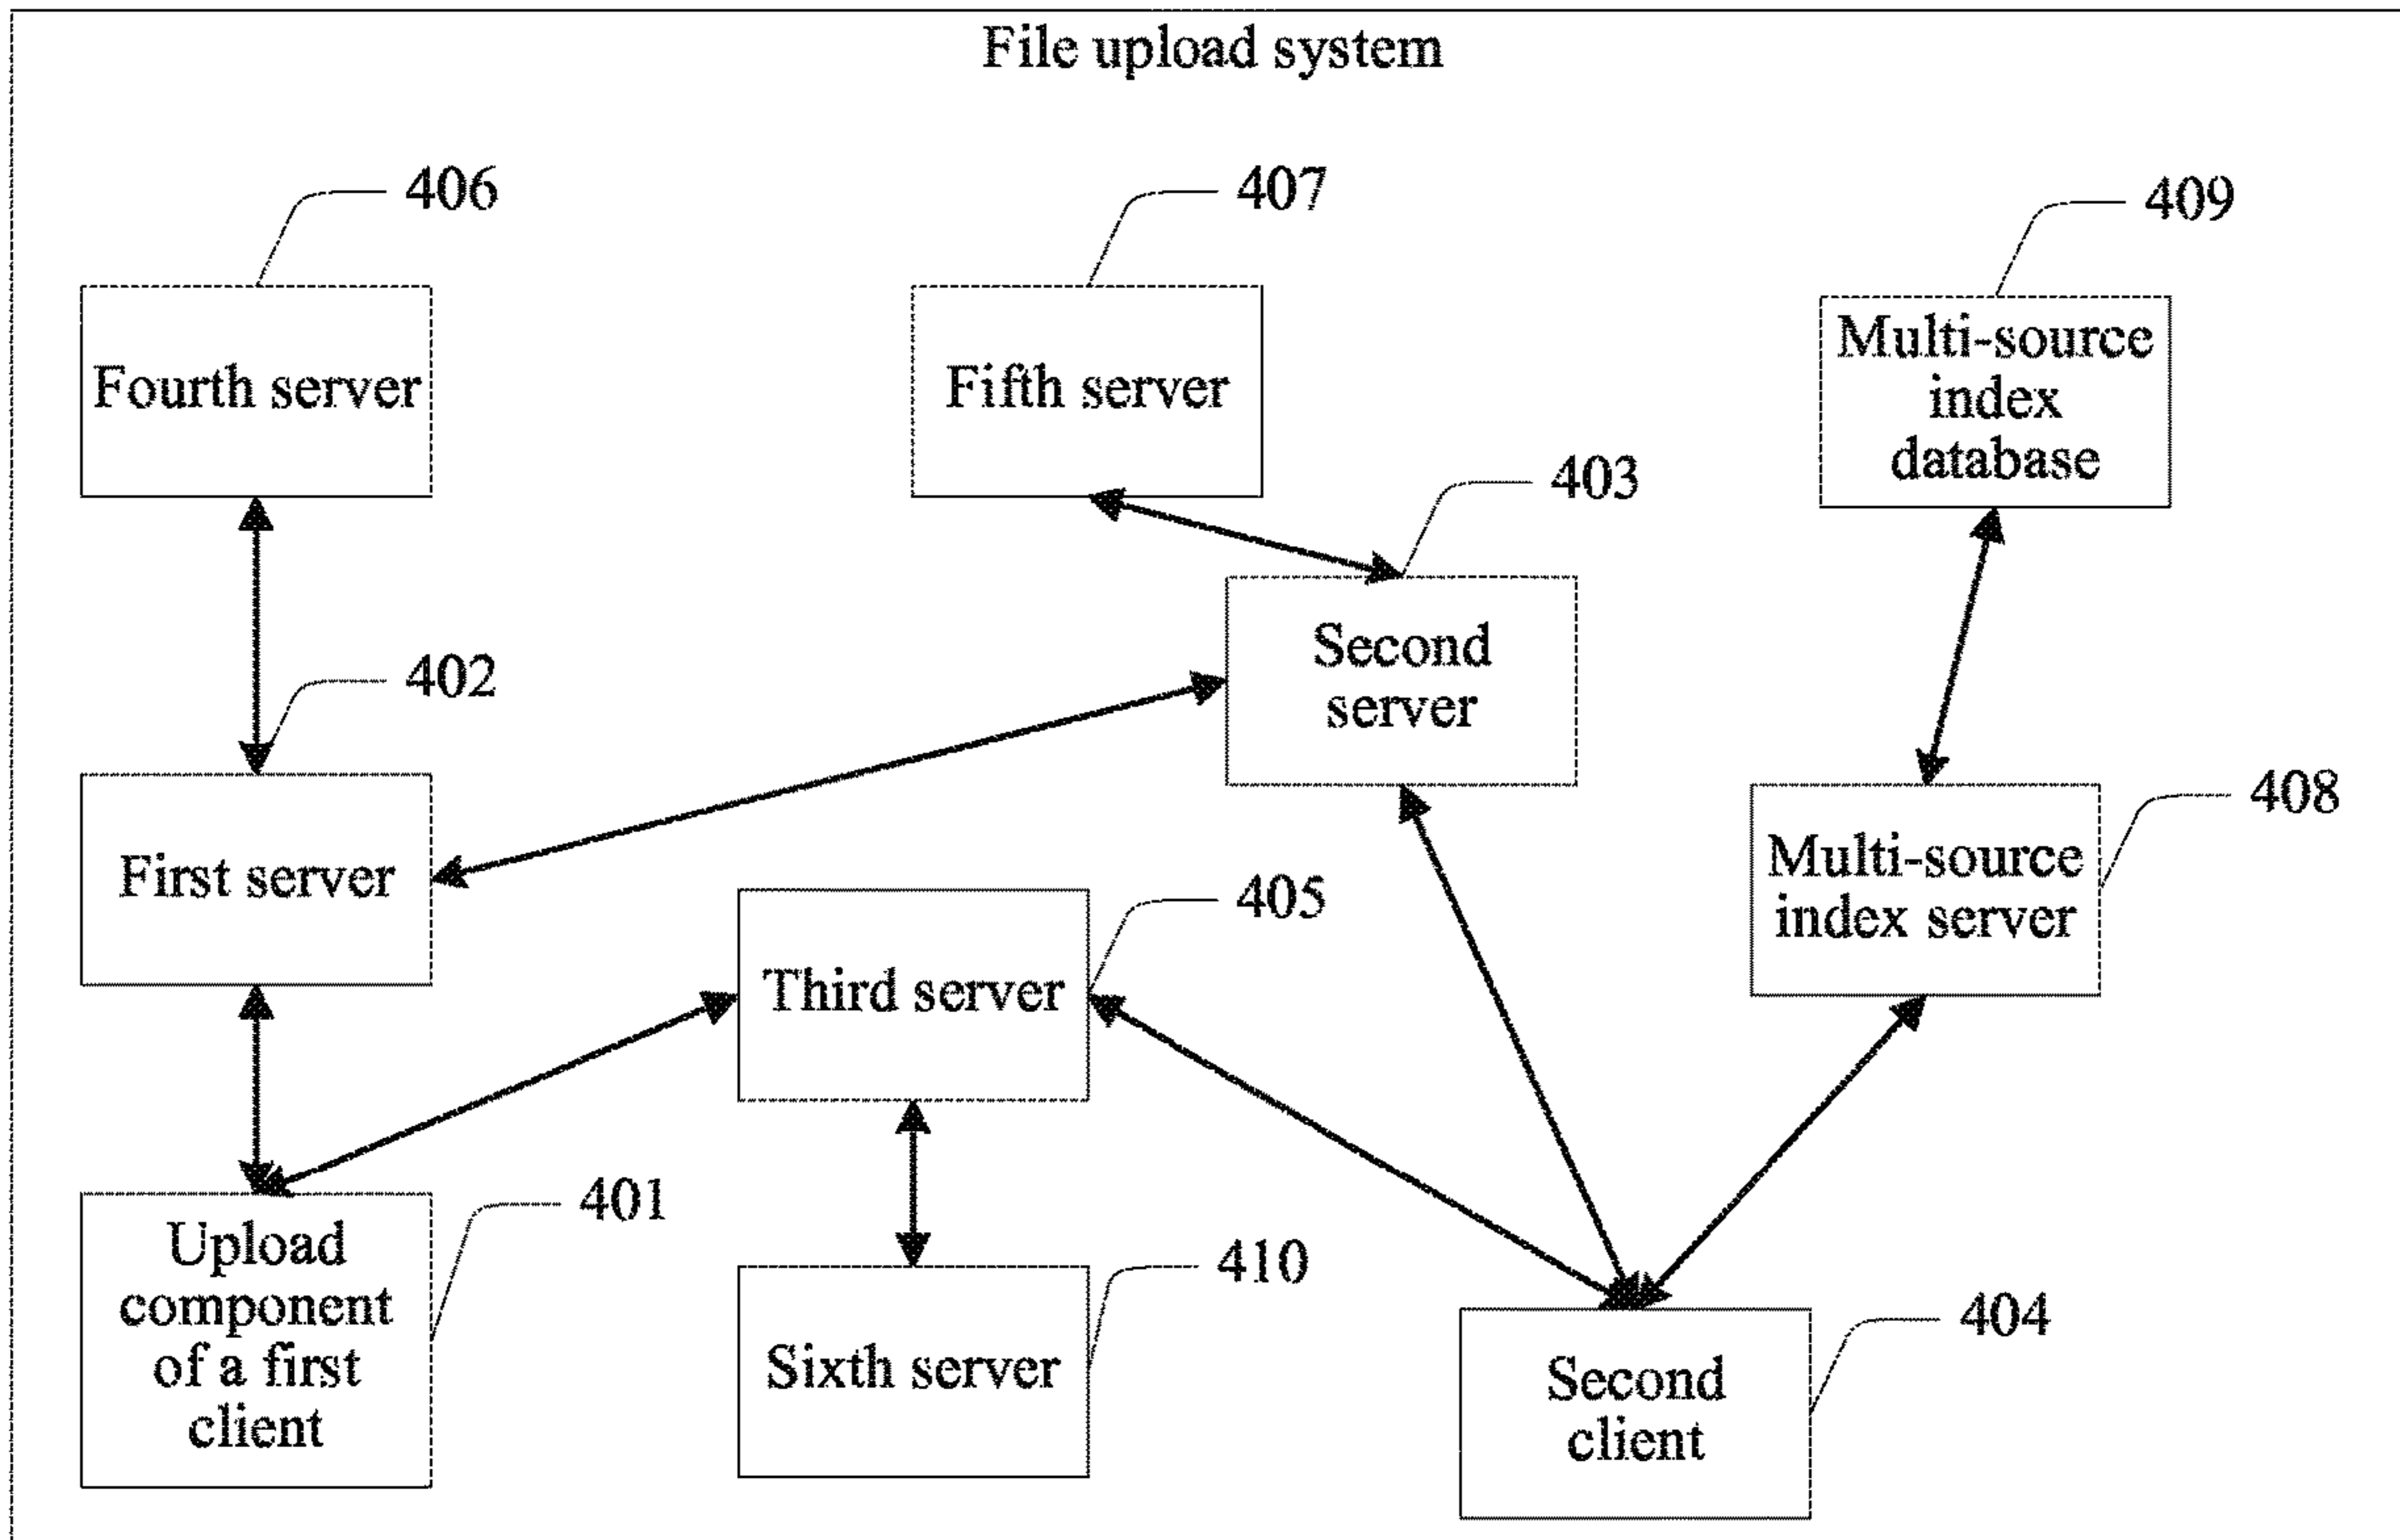 File upload system
406
407
409
Fourth server
Fifth server
Multi-source
index
database
403
402
Second
server
408
First server
Multi-source
index server
405
Third server
401
Upload
component
of a first
client
410
Sixth server
404
Second
client